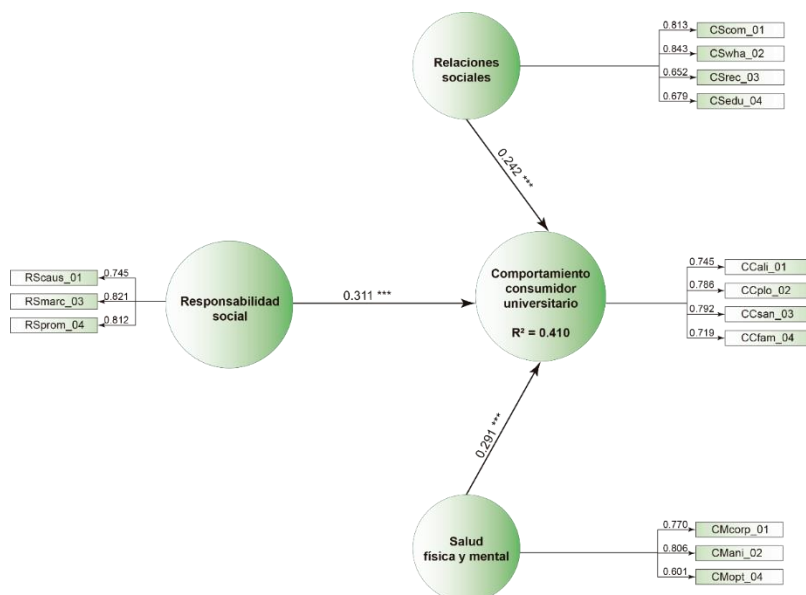 Relaciones
sociales
0.813
CScom_01
0.843
CSwha_02
0.652
CSrec_03
0.679
CSedu_04
0.242 ***
RScaus_01
0.745
RSmarc_03
0.821
RSprom_04
0.812
Responsabilidad
social
0.311 ***
Comportamiento
consumidor
universitario
R² = 0.410
0.745
CCali_01
0.786
CCplo_02
0.792
CCsan_03
0.719
CCfam_04
0.291 ***
Salud
física y mental
0.770
CMcorp_01
0.806
CMani_02
0.601
CMopt_04